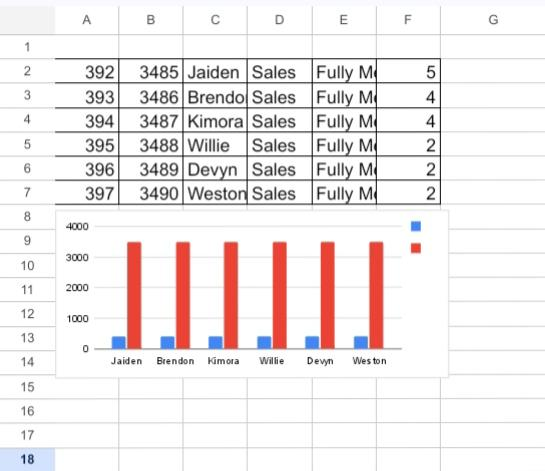 A B C D E F G
1
2 392 3485 Jaiden Sales Fully M 5
3 393 3486 Brendo Sales Fully M 4
4 394 3487 Kimora Sales Fully M 4
5 395 3488 Willie Sales Fully M 2
6 396 3489 Devyn Sales Fully M 2
7 397 3490 Weston Sales Fully M 2
8
4000
9
3000
10
2000
11
1000
12
0
13
Jaiden Brendon Kimora Willie Devyn Weston
14
15
16
17
18